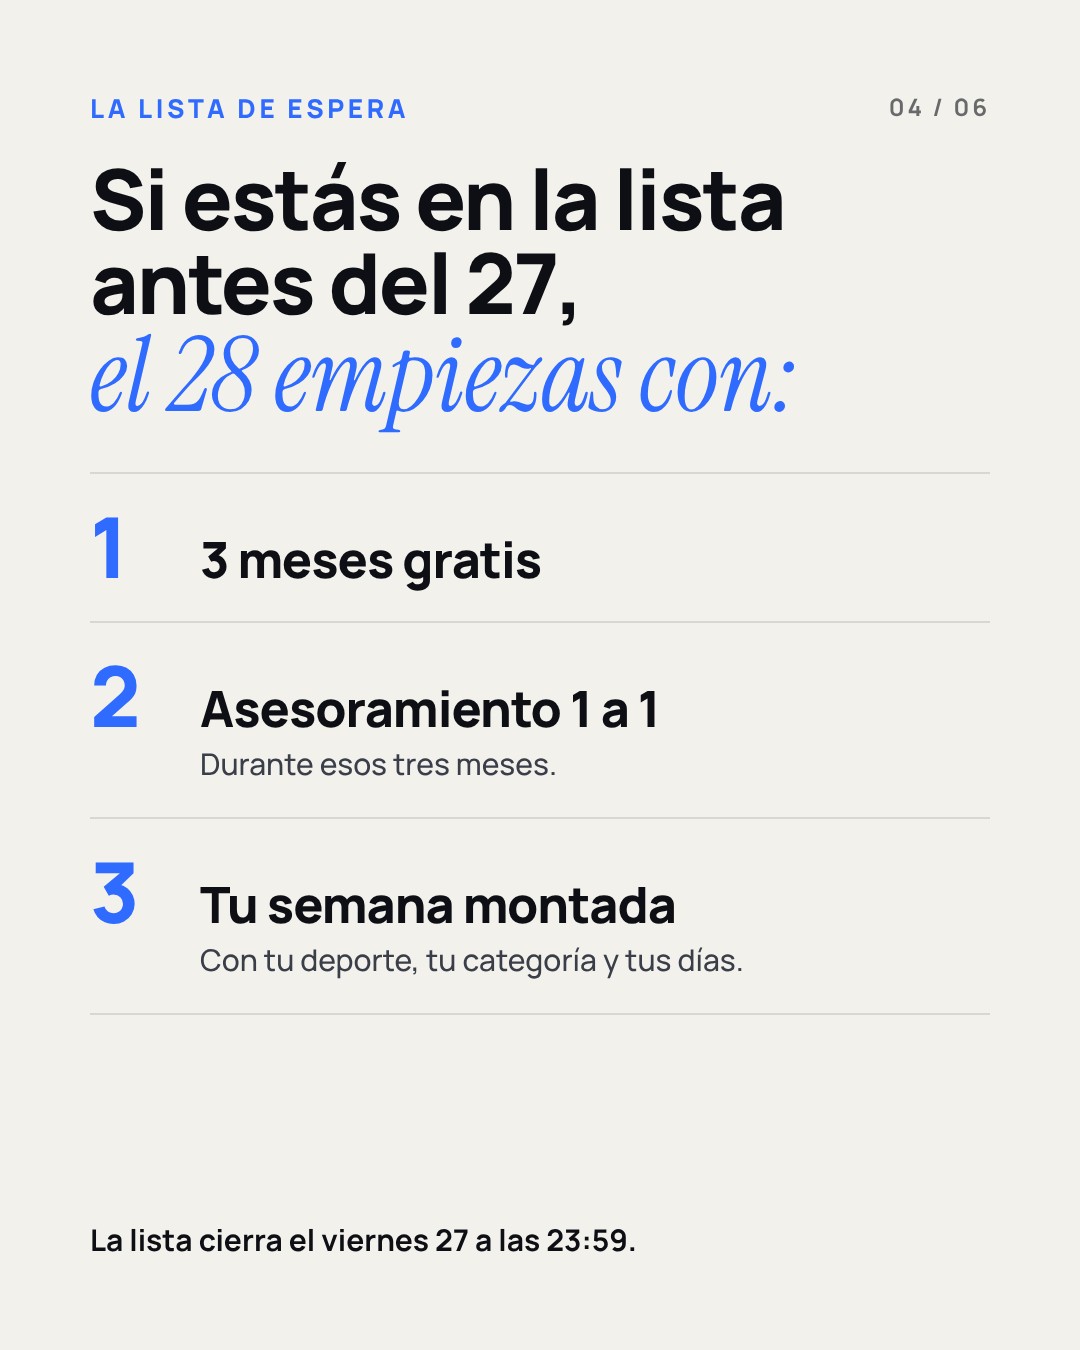 LA LISTA DE ESPERA
04 / 06
Si estás en la lista
antes del 27,
el 28 empiezas con:
1
3 meses gratis
2
Asesoramiento 1 a 1
Durante esos tres meses.
3
Tu semana montada
Con tu deporte, tu categoría y tus días.
La lista cierra el viernes 27 a las 23:59.